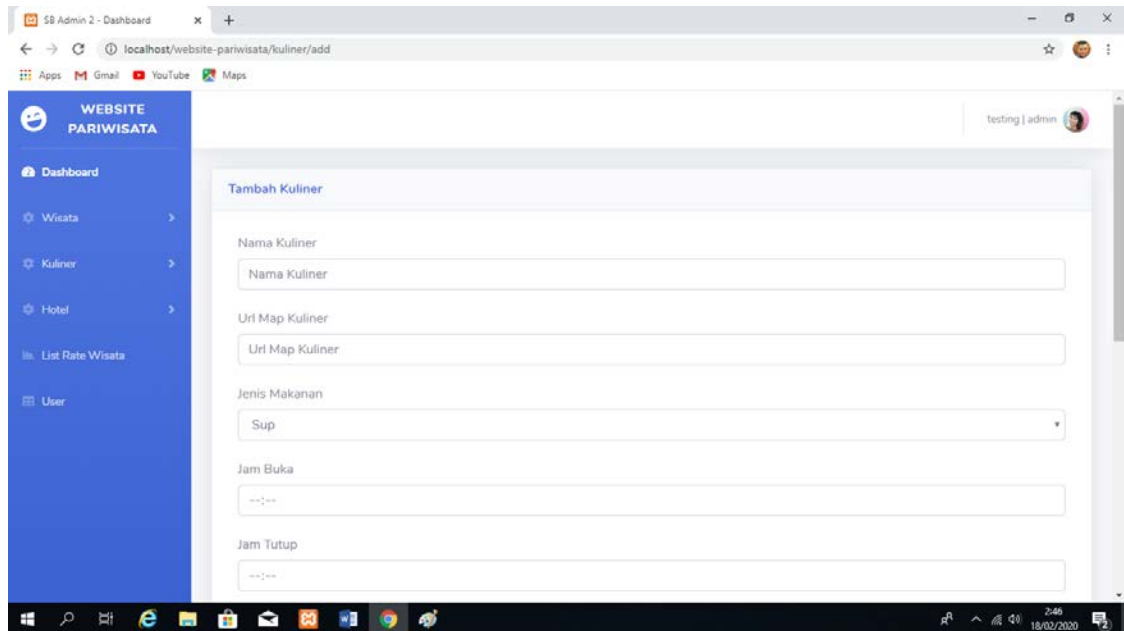 SB Admin 2 - Dashboard
localhost/website-pariwisata/kuliner/add
Apps Gmail YouTube Maps
WEBSITE
PARIWISATA
testing | admin
Dashboard
Wisata
Kuliner
Hotel
List Rate Wisata
User
Tambah Kuliner
Nama Kuliner
Nama Kuliner
Url Map Kuliner
Url Map Kuliner
Jenis Makanan
Sup
Jam Buka
--:--
Jam Tutup
--:--
2:46
18/02/2020